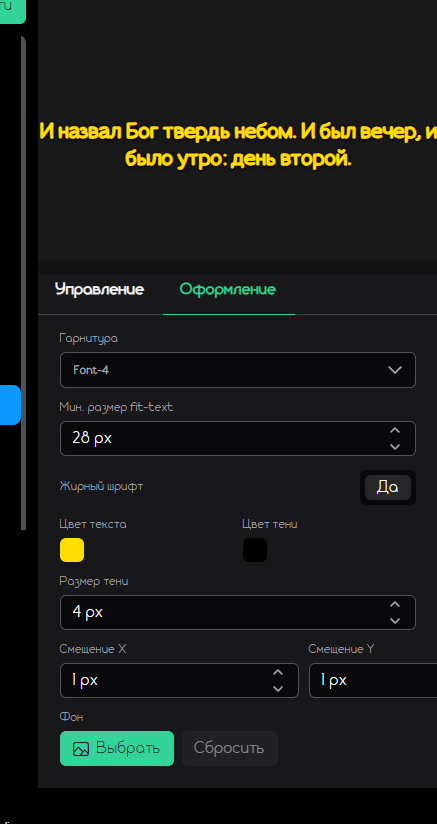 И назвал Бог твердь небом. И был вечер, и
было утро: день второй.
Управление Оформление
Гарнитура
Font-4
Мин. размер fit-text
28 px
Жирный шрифт Да
Цвет текста Цвет тени
Размер тени
4 px
Смещение X Смещение Y
1 px 1 px
Фон
Выбрать Сбросить